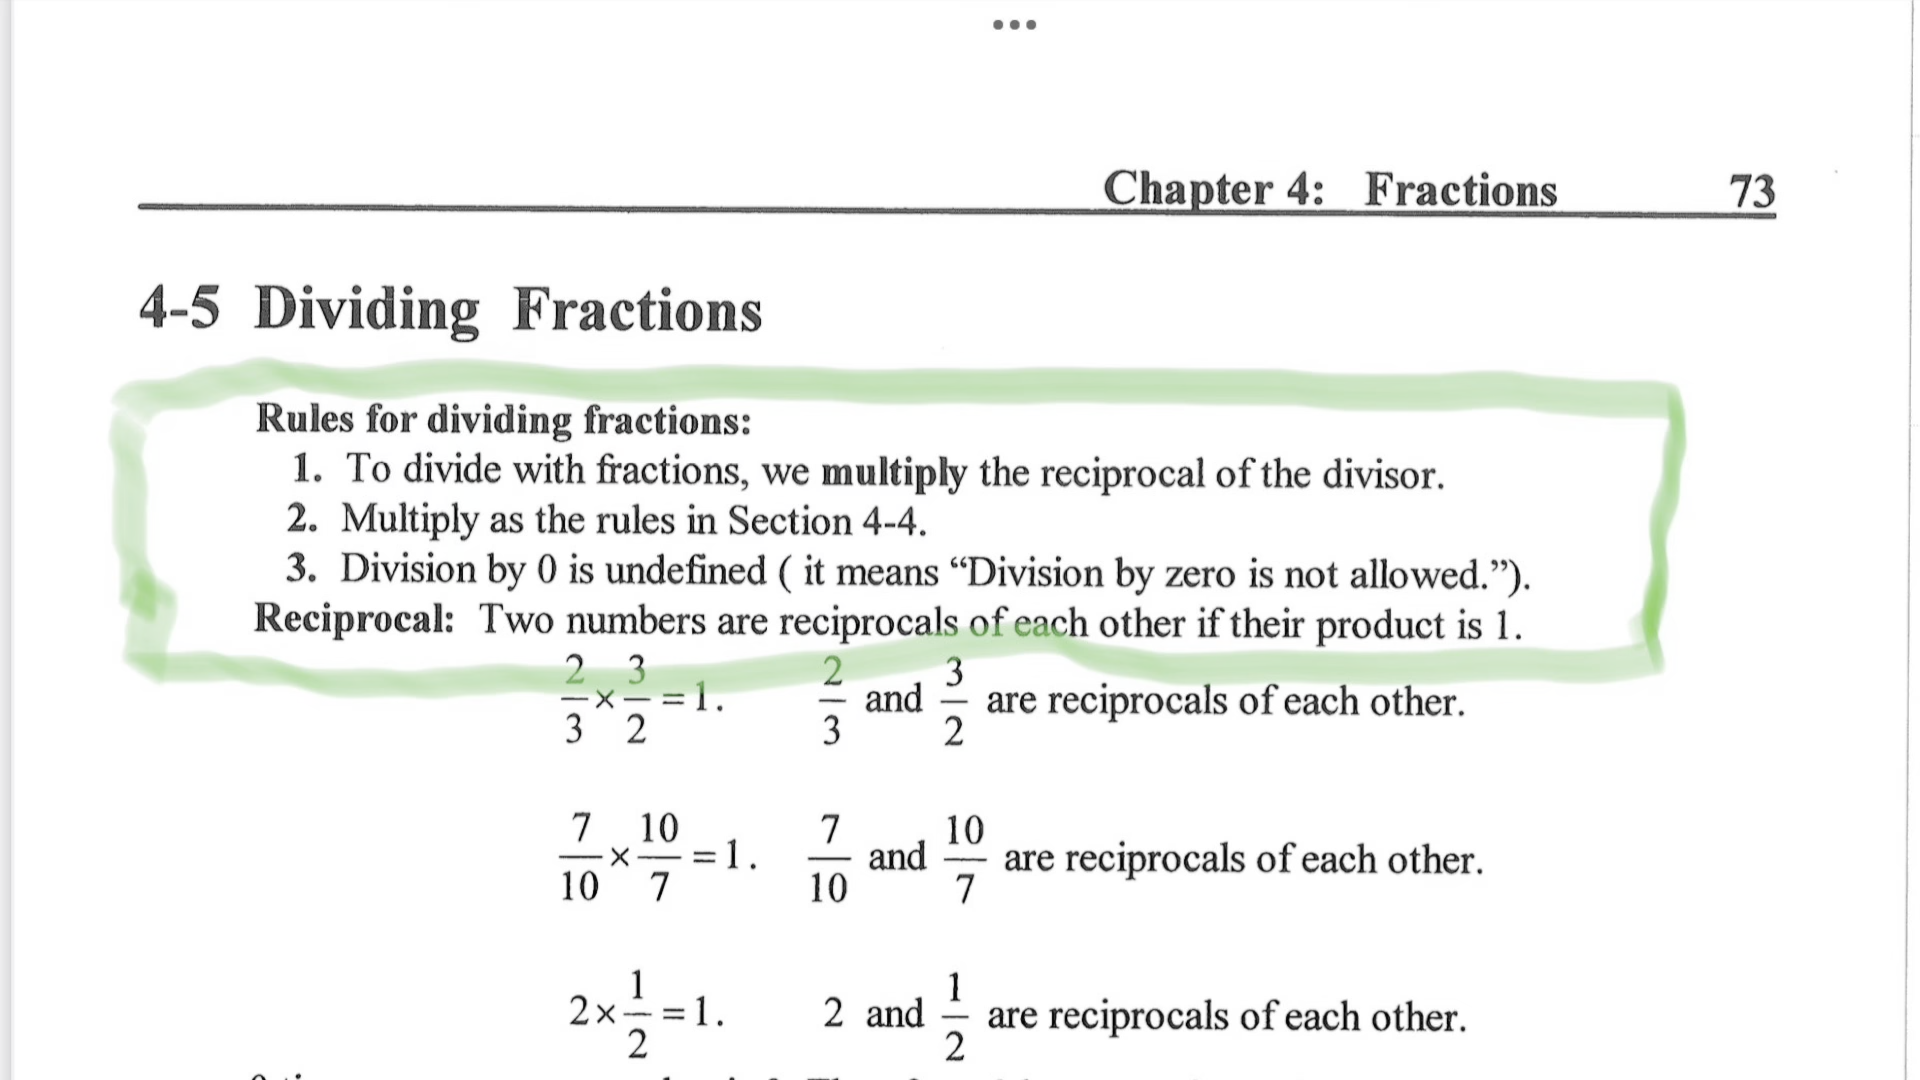 Chapter 4: Fractions 73
4-5 Dividing Fractions
Rules for dividing fractions:
1. To divide with fractions, we multiply the reciprocal of the divisor.
2. Multiply as the rules in Section 4-4.
3. Division by 0 is undefined ( it means “Division by zero is not allowed.”).
Reciprocal: Two numbers are reciprocals of each other if their product is 1.
2/3 × 3/2 = 1. 2/3 and 3/2 are reciprocals of each other.
7/10 × 10/7 = 1. 7/10 and 10/7 are reciprocals of each other.
2 × 1/2 = 1. 2 and 1/2 are reciprocals of each other.